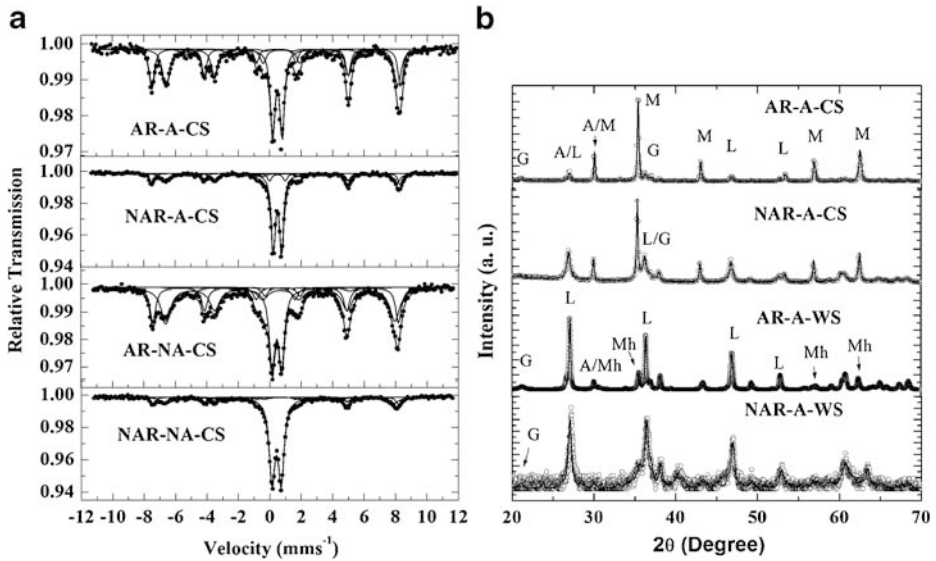 a
1.00
0.99
0.98
0.97
AR-A-CS
1.00
0.98
0.96
0.94
NAR-A-CS
1.00
0.99
0.98
0.97
AR-NA-CS
1.00
0.98
0.96
0.94
NAR-NA-CS
-12 -10 -8 -6 -4 -2 0 2 4 6 8 10 12
Velocity (mms-1)
Relative Transmission
b
AR-A-CS
G
A/L
A/M
M
G
M
L
L
M
M
NAR-A-CS
L/G
AR-A-WS
G
L
A/Mh
Mh
L
L
L
Mh
Mh
NAR-A-WS
G
L
L
L
L
20 30 40 50 60 70
2θ (Degree)
Intensity (a. u.)